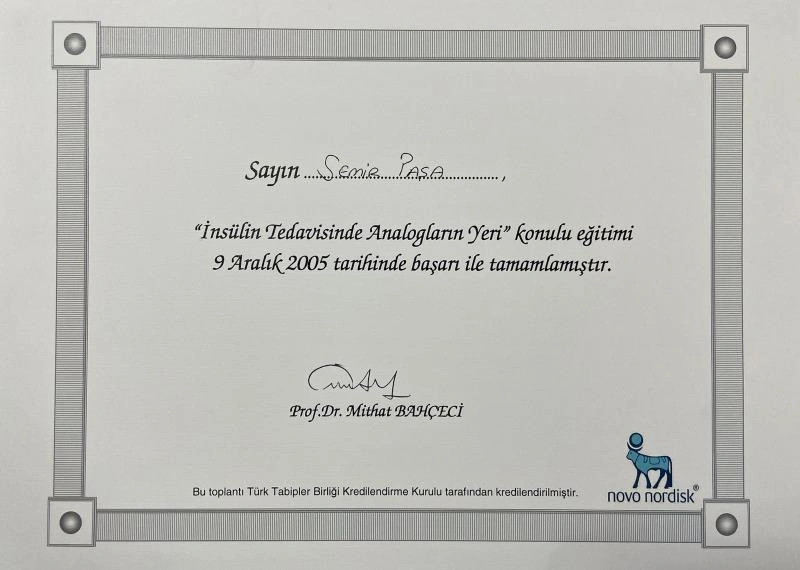 Sayın ..... Semir Paşa .....,
“İnsülin Tedavisinde Analogların Yeri” konulu eğitimi
9 Aralık 2005 tarihinde başarı ile tamamlamıştır.
Prof.Dr. Mithat BAHÇECİ
Bu toplantı Türk Tabipler Birliği Kredilendirme Kurulu tarafından kredilendirilmiştir.
novo nordisk®